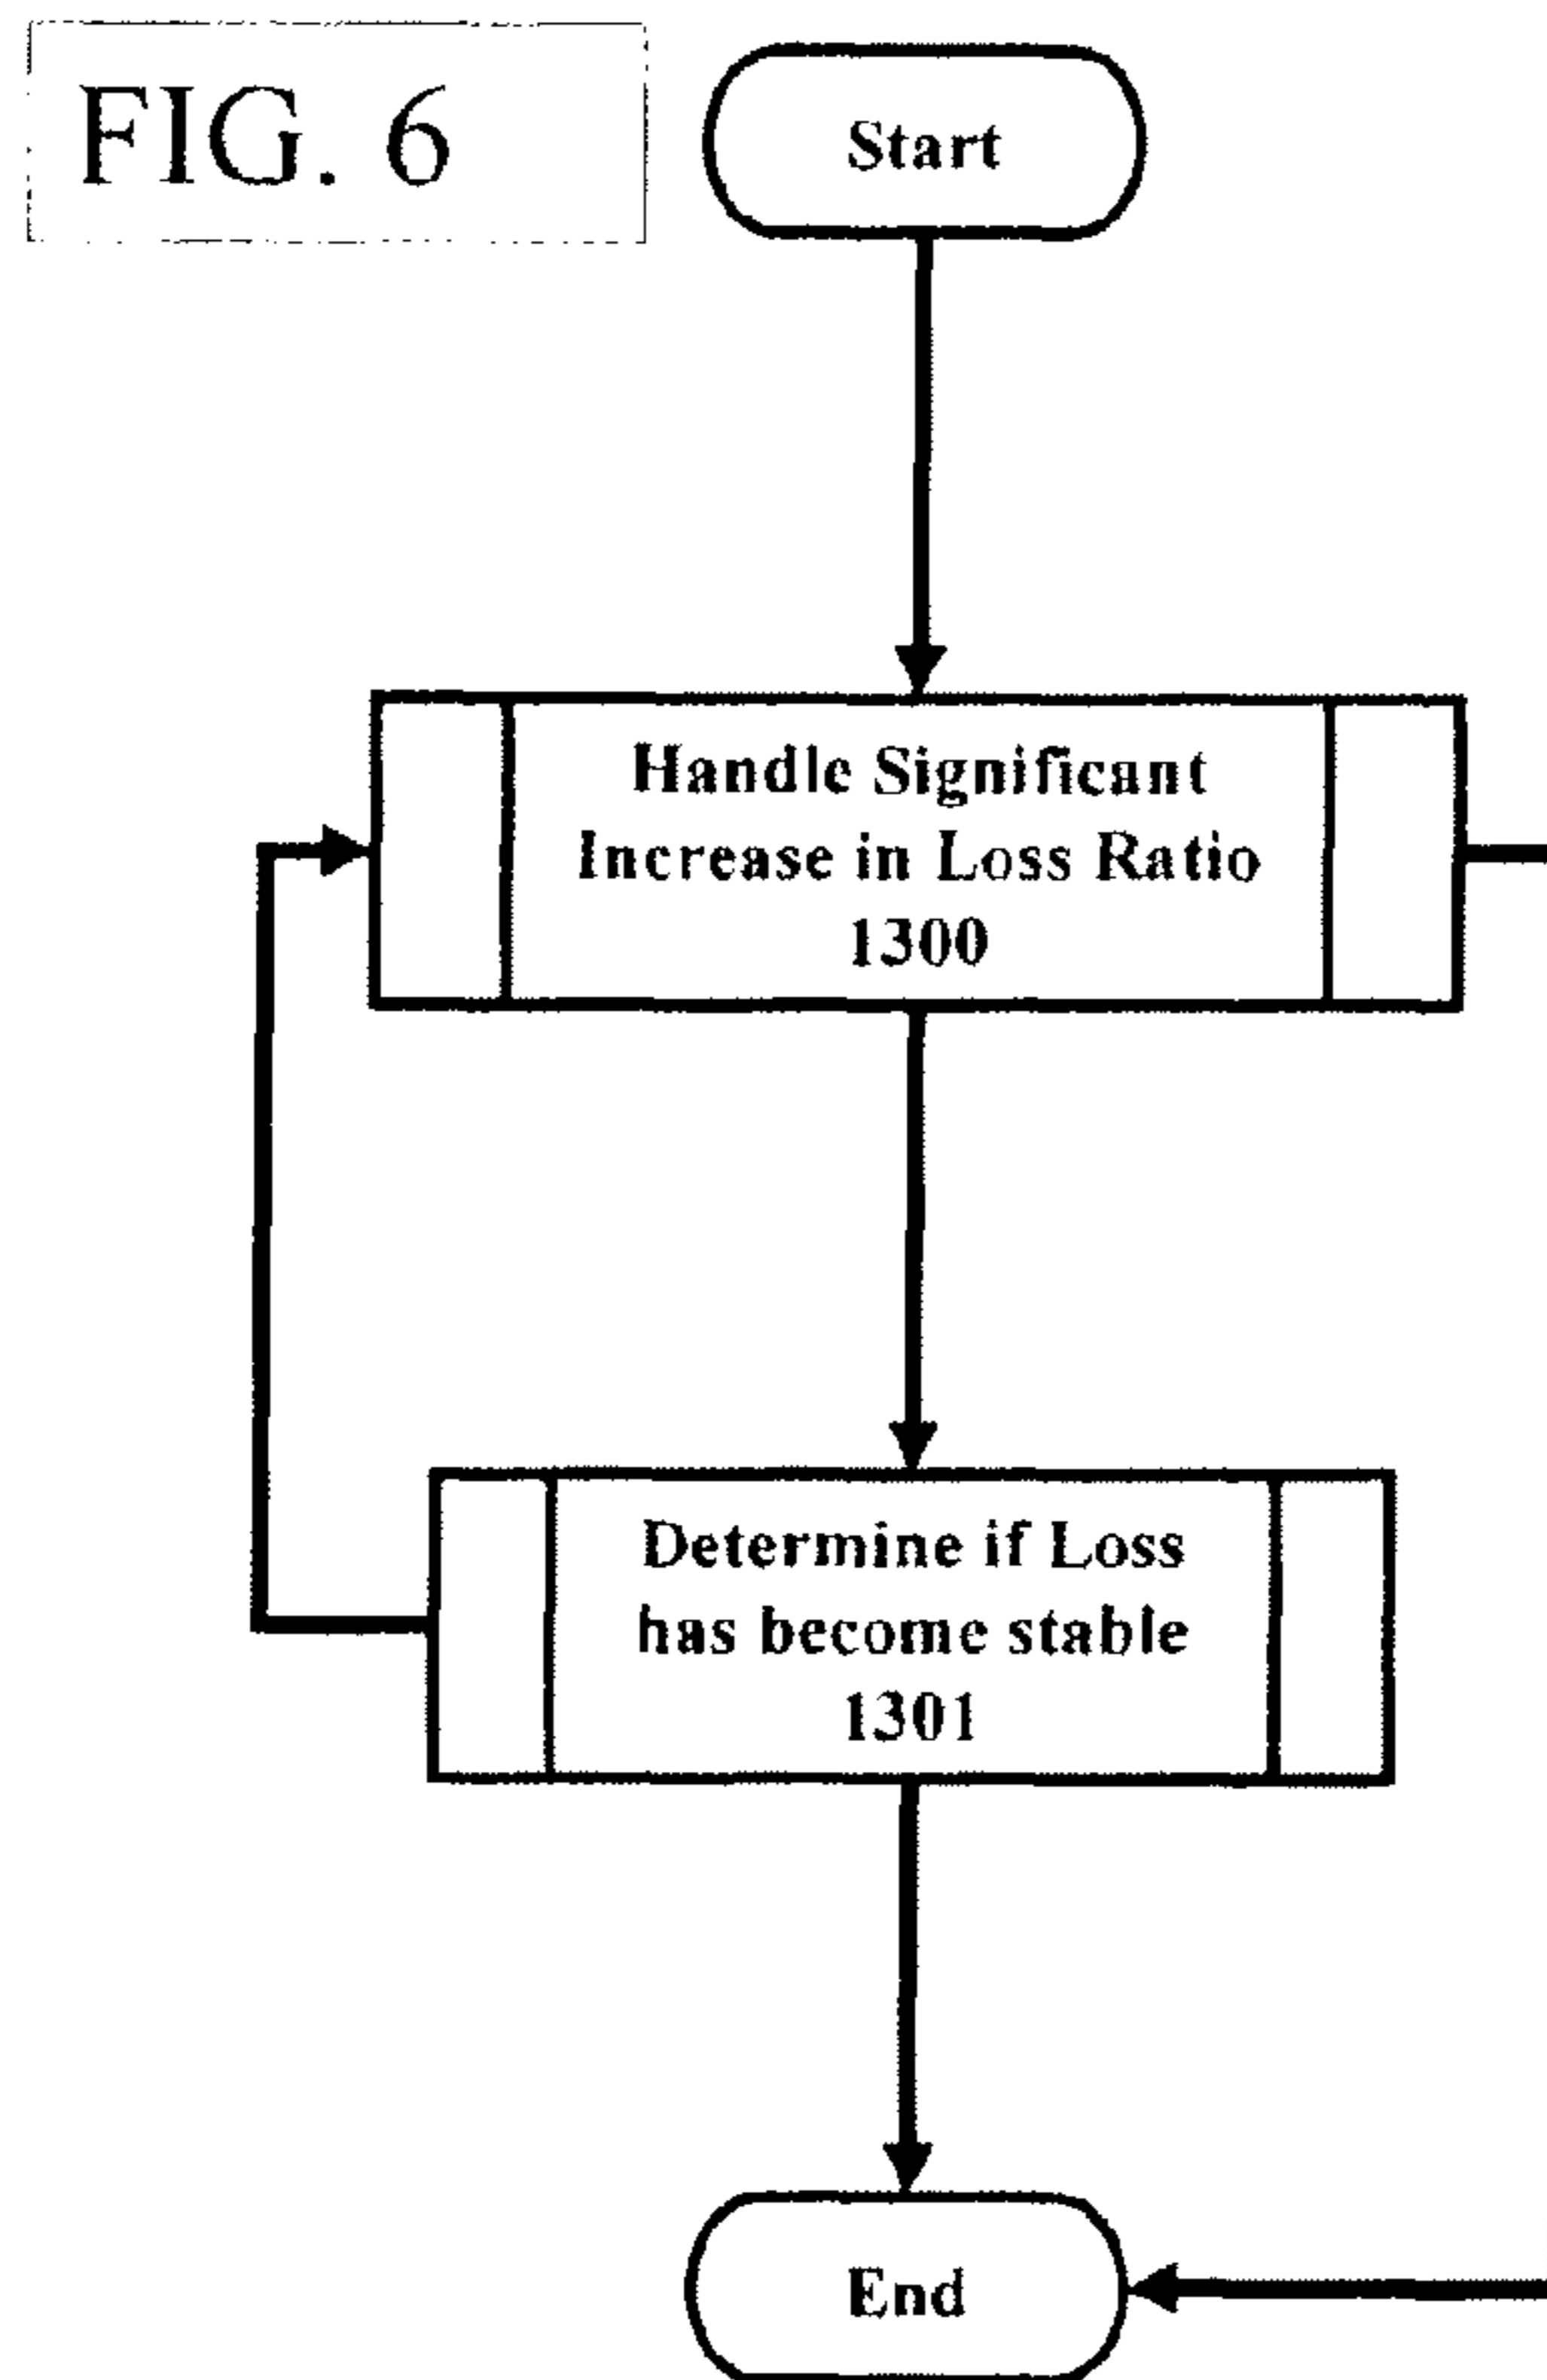 FIG. 6
Start
Handle Significant
Increase in Loss Ratio
1300
Determine if Loss
has become stable
1301
End